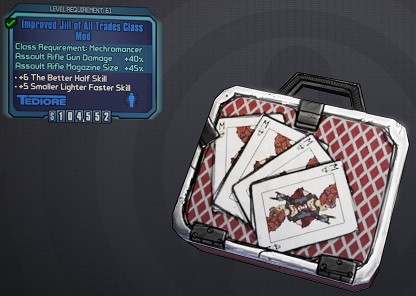 LEVEL REQUIREMENT: 61
Improved Jill of All Trades Class
Mod
Class Requirement: Mechromancer
Assault Rifle Gun Damage +40%
Assault Rifle Magazine Size +45%
• +6 The Better Half Skill
• +5 Smaller Lighter Faster Skill
TEDIORE
$104552